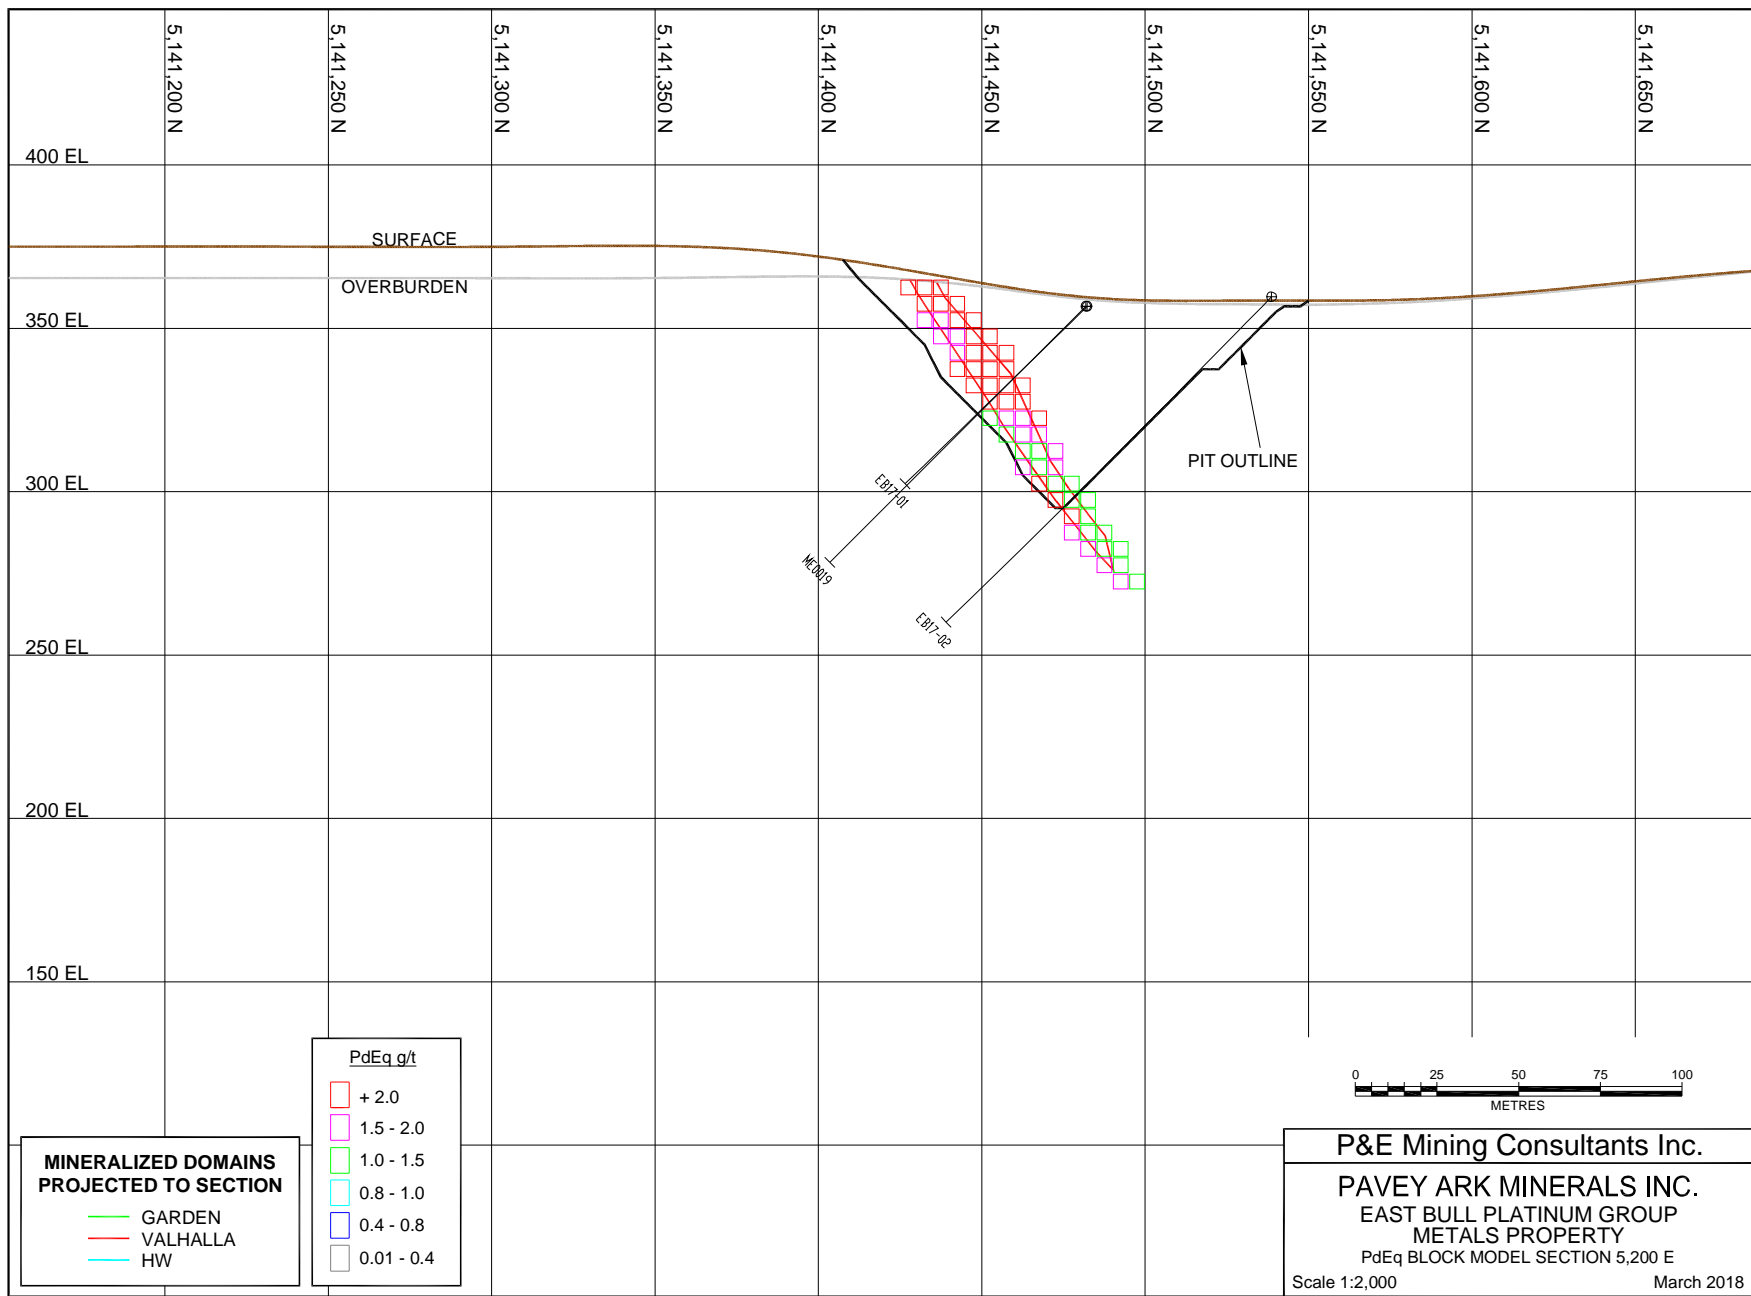 5,141,200 N
5,141,250 N
5,141,300 N
5,141,350 N
5,141,400 N
5,141,450 N
5,141,500 N
5,141,550 N
5,141,600 N
5,141,650 N
400 EL
SURFACE
OVERBURDEN
350 EL
PIT OUTLINE
300 EL
EB17-01
ME0019
EB17-02
250 EL
200 EL
150 EL
PdEq g/t
+ 2.0
1.5 - 2.0
1.0 - 1.5
0.8 - 1.0
0.4 - 0.8
0.01 - 0.4
MINERALIZED DOMAINS
PROJECTED TO SECTION
GARDEN
VALHALLA
HW
0 25 50 75 100
METRES
P&E Mining Consultants Inc.
PAVEY ARK MINERALS INC.
EAST BULL PLATINUM GROUP
METALS PROPERTY
PdEq BLOCK MODEL SECTION 5,200 E
Scale 1:2,000 March 2018